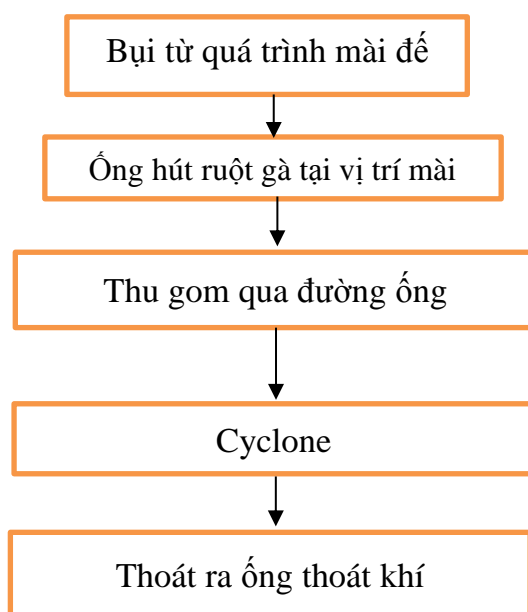 Bụi từ quá trình mài đế
Ống hút ruột gà tại vị trí mài
Thu gom qua đường ống
Cyclone
Thoát ra ống thoát khí